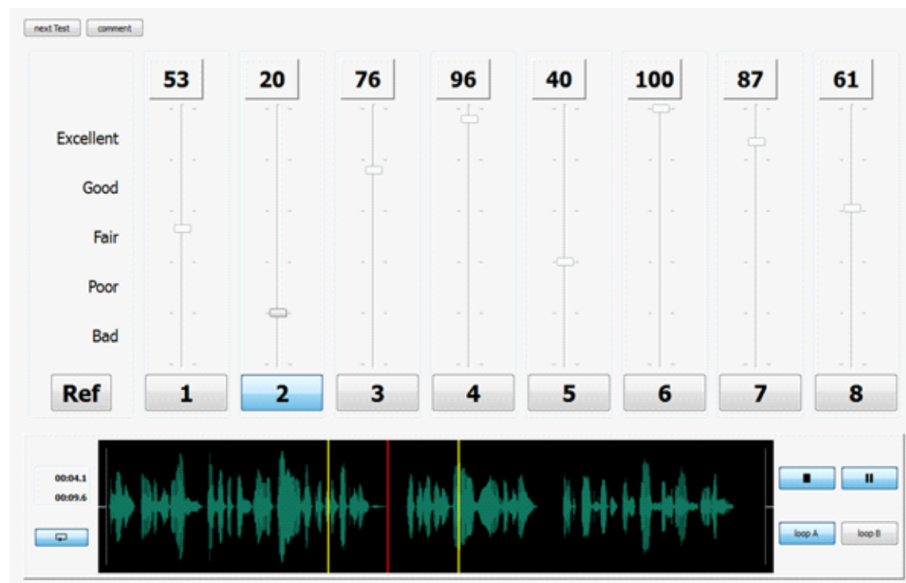 next Test comment
53 20 76 96 40 100 87 61
Excellent
Good
Fair
Poor
Bad
Ref 1 2 3 4 5 6 7 8
00:04.1
00:09.6
loop A loop B